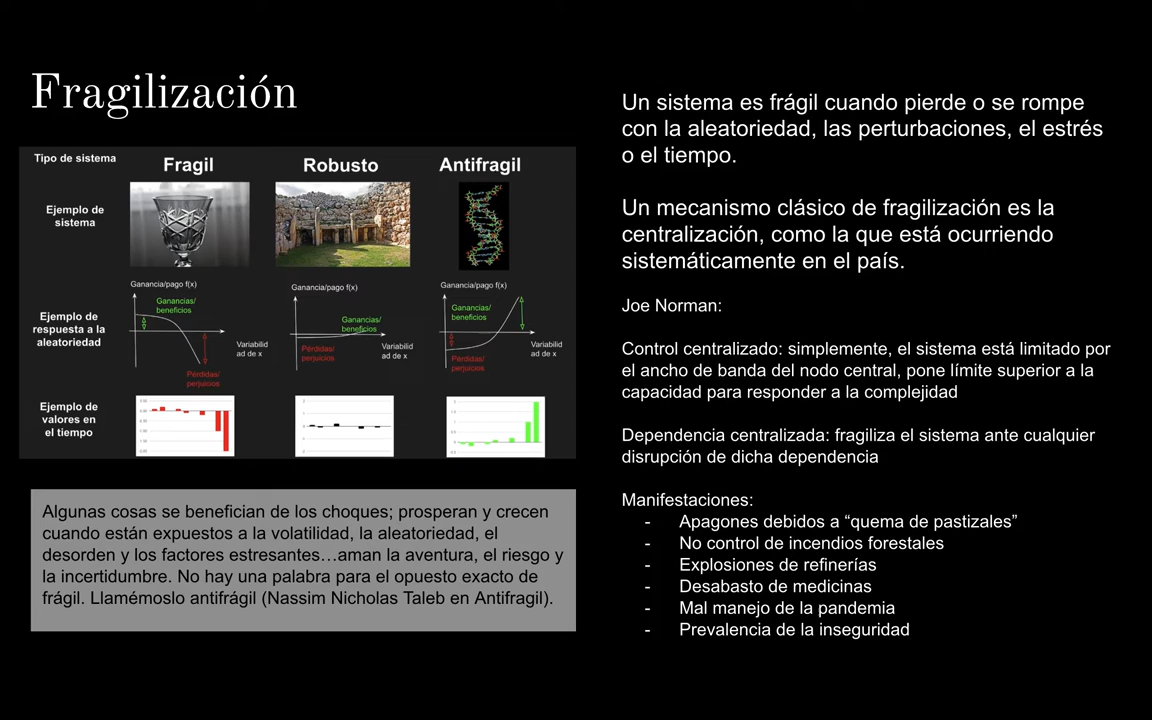 Fragilización
Tipo de sistema
Fragil
Robusto
Antifragil
Ejemplo de
sistema
Ejemplo de
respuesta a la
aleatoriedad
Ganancia/pago f(x)
Ganancias/
beneficios
Variabilid
ad de x
Pérdidas/
perjuicios
Ganancia/pago f(x)
Ganancias/
beneficios
Pérdidas/
perjuicios
Variabilid
ad de x
Ganancia/pago f(x)
Ganancias/
beneficios
Pérdidas/
perjuicios
Variabilid
ad de x
Ejemplo de
valores en
el tiempo
Algunas cosas se benefician de los choques; prosperan y crecen
cuando están expuestos a la volatilidad, la aleatoriedad, el
desorden y los factores estresantes…aman la aventura, el riesgo y
la incertidumbre. No hay una palabra para el opuesto exacto de
frágil. Llamémoslo antifrágil (Nassim Nicholas Taleb en Antifragil).
Un sistema es frágil cuando pierde o se rompe
con la aleatoriedad, las perturbaciones, el estrés
o el tiempo.
Un mecanismo clásico de fragilización es la
centralización, como la que está ocurriendo
sistemáticamente en el país.
Joe Norman:
Control centralizado: simplemente, el sistema está limitado por
el ancho de banda del nodo central, pone límite superior a la
capacidad para responder a la complejidad
Dependencia centralizada: fragiliza el sistema ante cualquier
disrupción de dicha dependencia
Manifestaciones:
- Apagones debidos a “quema de pastizales”
- No control de incendios forestales
- Explosiones de refinerías
- Desabasto de medicinas
- Mal manejo de la pandemia
- Prevalencia de la inseguridad